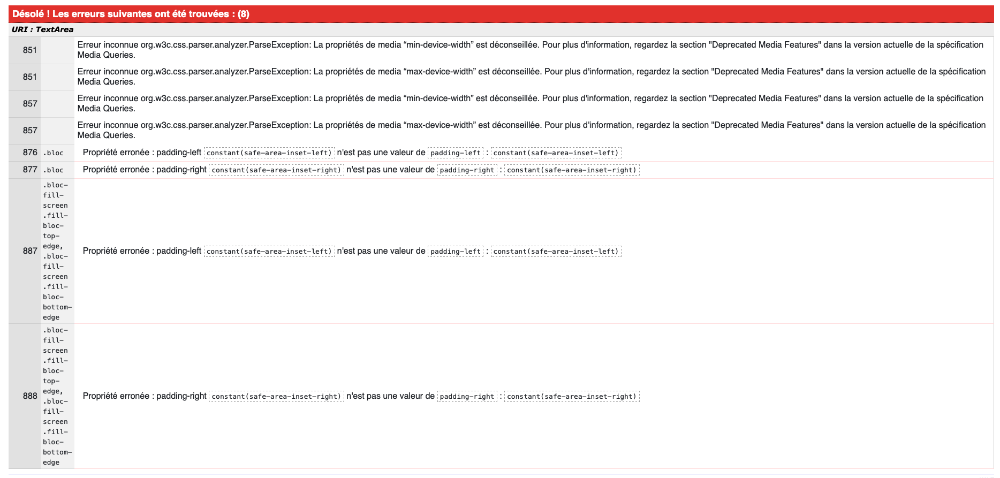 Désolé ! Les erreurs suivantes ont été trouvées : (8)
URI : TextArea
851 Erreur inconnue org.w3c.css.parser.analyzer.ParseException: La propriétés de media “min-device-width” est déconseillée. Pour plus d'information, regardez la section "Deprecated Media Features" dans la version actuelle de la spécification
Media Queries.
851 Erreur inconnue org.w3c.css.parser.analyzer.ParseException: La propriétés de media “max-device-width” est déconseillée. Pour plus d'information, regardez la section "Deprecated Media Features" dans la version actuelle de la spécification
Media Queries.
857 Erreur inconnue org.w3c.css.parser.analyzer.ParseException: La propriétés de media “min-device-width” est déconseillée. Pour plus d'information, regardez la section "Deprecated Media Features" dans la version actuelle de la spécification
Media Queries.
857 Erreur inconnue org.w3c.css.parser.analyzer.ParseException: La propriétés de media “max-device-width” est déconseillée. Pour plus d'information, regardez la section "Deprecated Media Features" dans la version actuelle de la spécification
Media Queries.
876 .bloc Propriété erronée : padding-left constant(safe-area-inset-left) n'est pas une valeur de padding-left : constant(safe-area-inset-left)
877 .bloc Propriété erronée : padding-right constant(safe-area-inset-right) n'est pas une valeur de padding-right : constant(safe-area-inset-right)
887
.bloc-
fill-
screen
.fill-
bloc-
top-
edge,
.bloc-
fill-
screen
.fill-
bloc-
bottom-
edge
Propriété erronée : padding-left constant(safe-area-inset-left) n'est pas une valeur de padding-left : constant(safe-area-inset-left)
888
.bloc-
fill-
screen
.fill-
bloc-
top-
edge,
.bloc-
fill-
screen
.fill-
bloc-
bottom-
edge
Propriété erronée : padding-right constant(safe-area-inset-right) n'est pas une valeur de padding-right : constant(safe-area-inset-right)